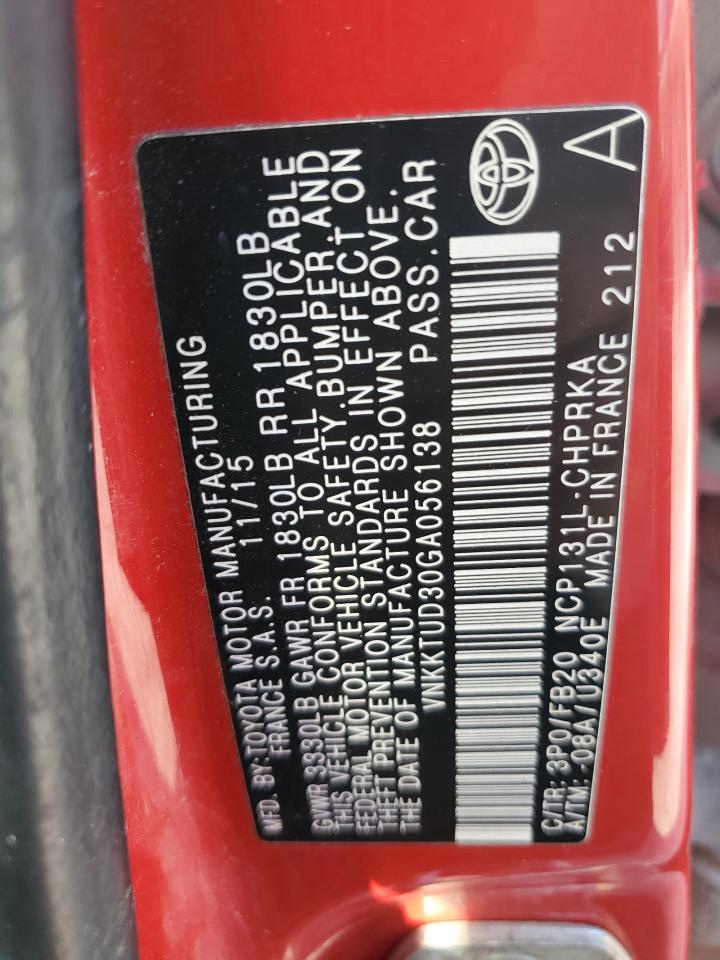 MFD. BY: TOYOTA MOTOR MANUFACTURING
FRANCE S.A.S. 11/15
GVWR 3330LB GAWR FR 1830LB RR 1830LB
THIS VEHICLE CONFORMS TO ALL APPLICABLE
FEDERAL MOTOR VEHICLE SAFETY, BUMPER, AND
THEFT PREVENTION STANDARDS IN EFFECT ON
THE DATE OF MANUFACTURE SHOWN ABOVE.
VNKKTUD30GA056138 PASS.CAR
C/TR: 3P0/FB20 NCP131L-CHPRKA
A/TM: -08A/U340E MADE IN FRANCE 212 A